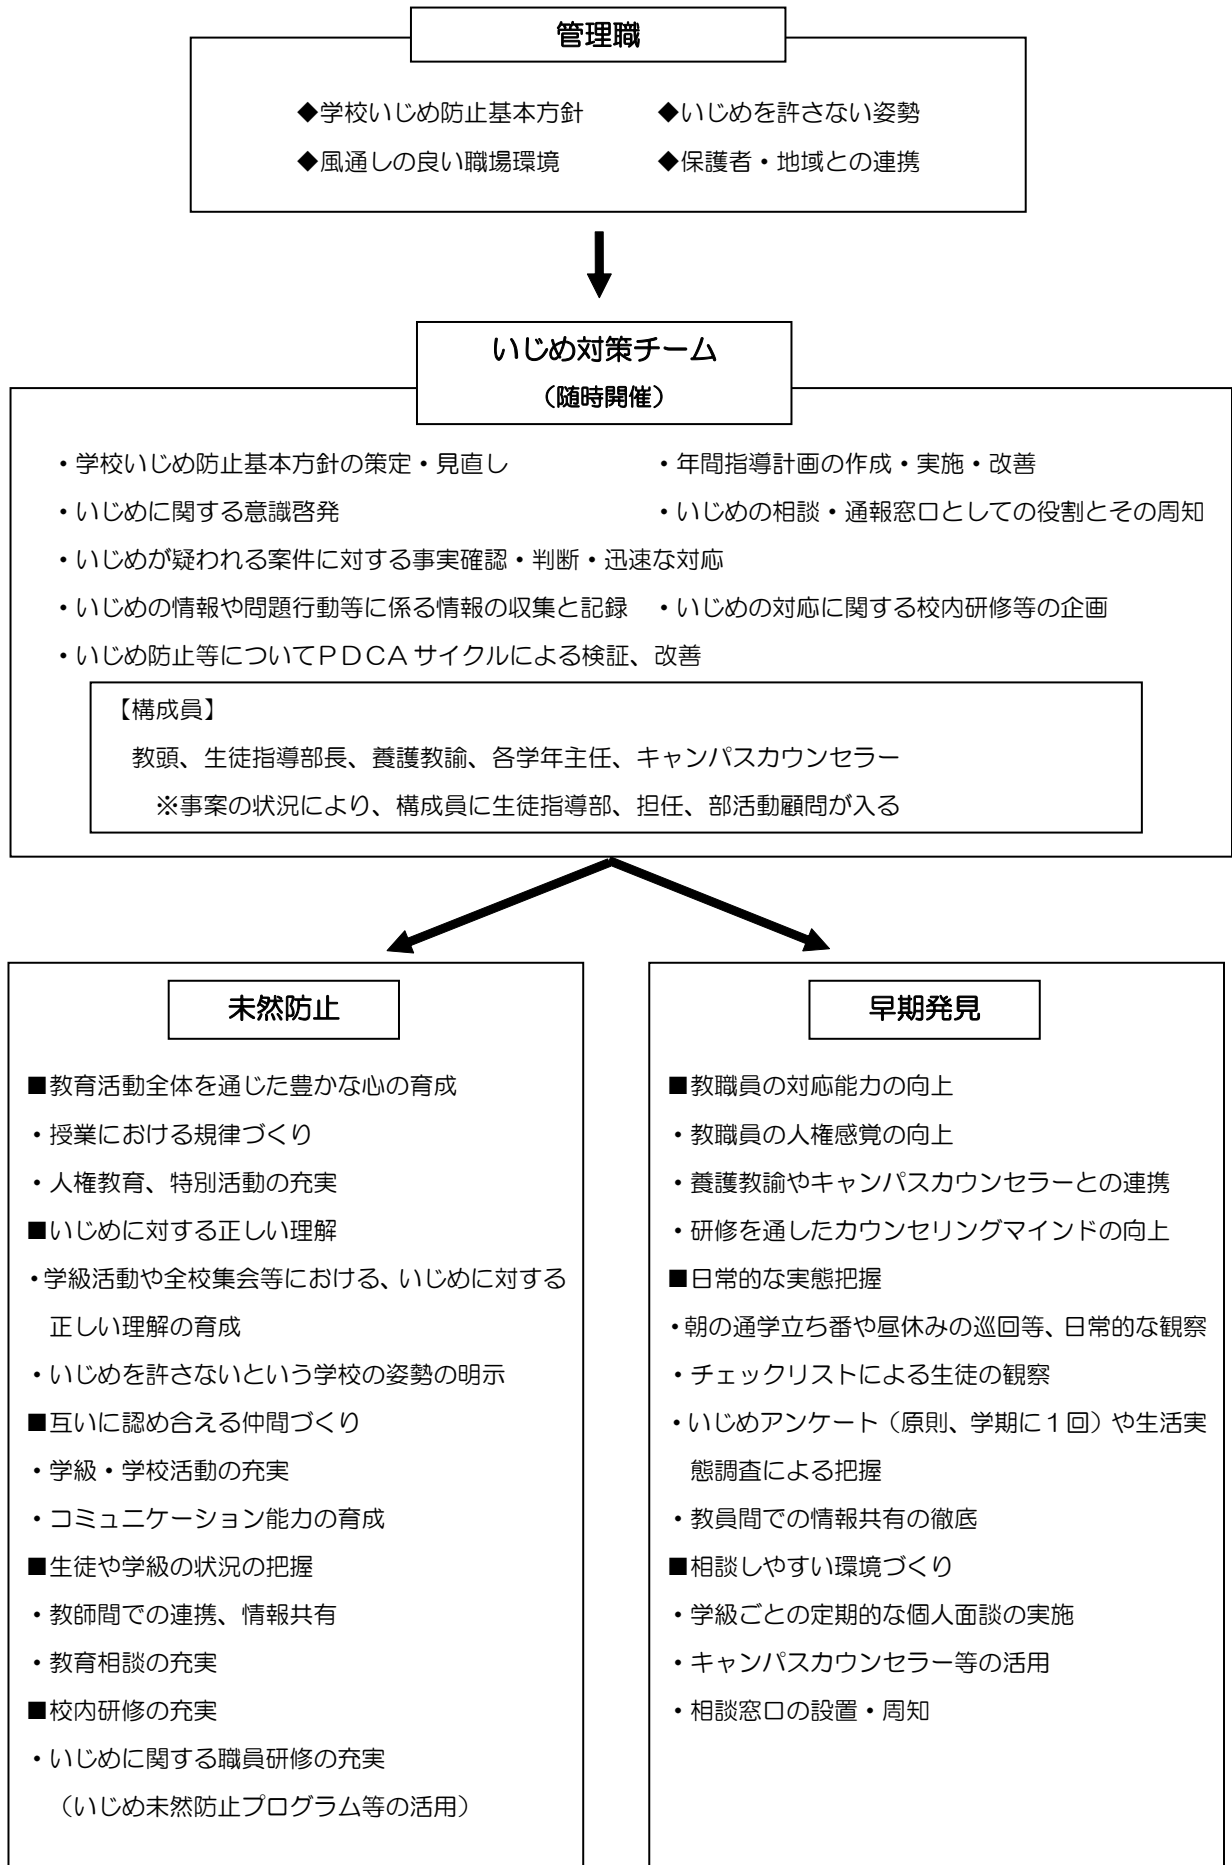 管理職
◆学校いじめ防止基本方針　◆いじめを許さない姿勢
◆風通しの良い職場環境　◆保護者・地域との連携
いじめ対策チーム
（随時開催）
・学校いじめ防止基本方針の策定・見直し　・年間指導計画の作成・実施・改善
・いじめに関する意識啓発　・いじめの相談・通報窓口としての役割とその周知
・いじめが疑われる案件に対する事実確認・判断・迅速な対応
・いじめの情報や問題行動等に係る情報の収集と記録　・いじめの対応に関する校内研修等の企画
・いじめ防止等についてＰＤＣＡサイクルによる検証、改善
【構成員】
教頭、生徒指導部長、養護教諭、各学年主任、キャンパスカウンセラー
※事案の状況により、構成員に生徒指導部、担任、部活動顧問が入る
未然防止
■教育活動全体を通じた豊かな心の育成
・授業における規律づくり
・人権教育、特別活動の充実
■いじめに対する正しい理解
・学級活動や全校集会等における、いじめに対する
正しい理解の育成
・いじめを許さないという学校の姿勢の明示
■互いに認め合える仲間づくり
・学級・学校活動の充実
・コミュニケーション能力の育成
■生徒や学級の状況の把握
・教師間での連携、情報共有
・教育相談の充実
■校内研修の充実
・いじめに関する職員研修の充実
（いじめ未然防止プログラム等の活用）
早期発見
■教職員の対応能力の向上
・教職員の人権感覚の向上
・養護教諭やキャンパスカウンセラーとの連携
・研修を通したカウンセリングマインドの向上
■日常的な実態把握
・朝の通学立ち番や昼休みの巡回等、日常的な観察
・チェックリストによる生徒の観察
・いじめアンケート（原則、学期に１回）や生活実
態調査による把握
・教員間での情報共有の徹底
■相談しやすい環境づくり
・学級ごとの定期的な個人面談の実施
・キャンパスカウンセラー等の活用
・相談窓口の設置・周知